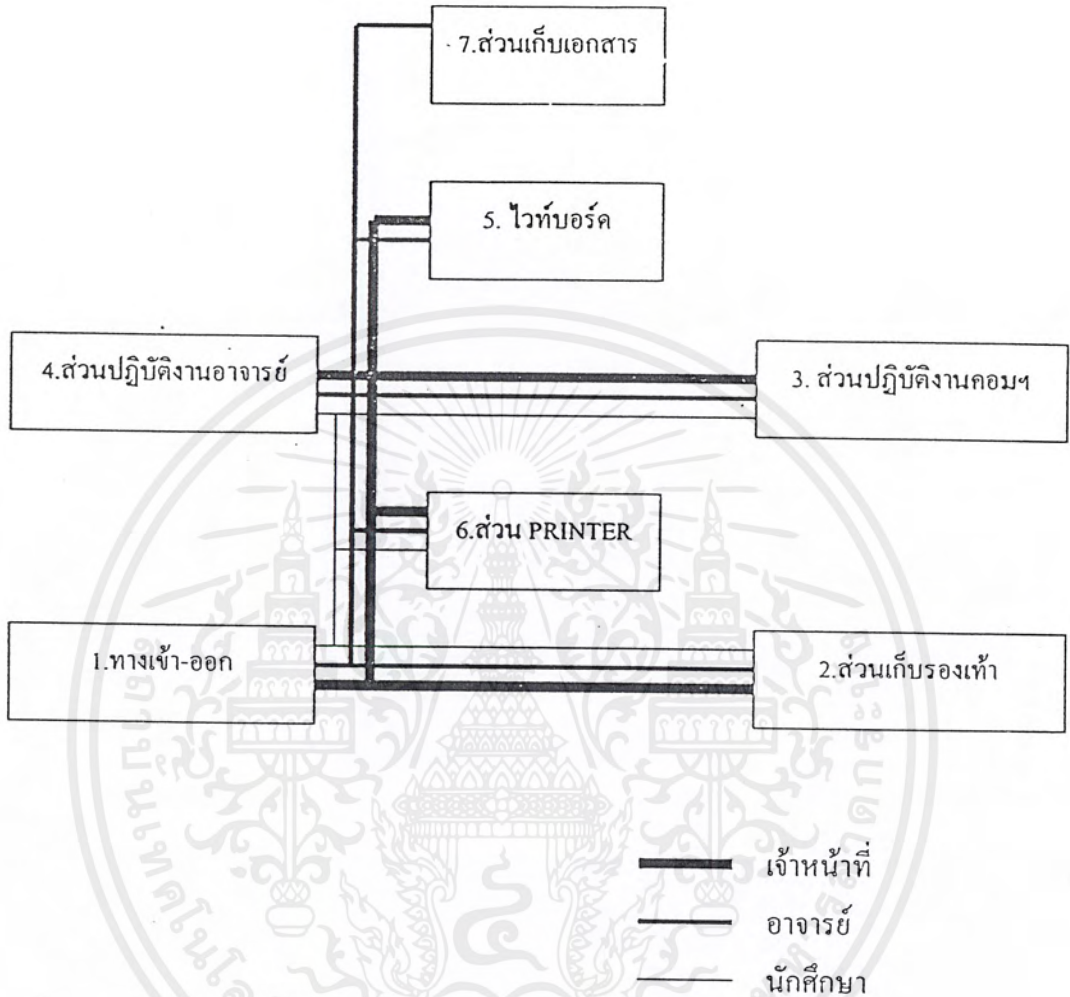 7.ส่วนเก็บเอกสาร
5. ไวท์บอร์ค
4.ส่วนปฏิบัติงานอาจารย์
3. ส่วนปฏิบัติงานคอมฯ
6.ส่วน PRINTER
1.ทางเข้า-ออก
2.ส่วนเก็บรองเท้า
เจ้าหน้าที่
อาจารย์
นักศึกษา